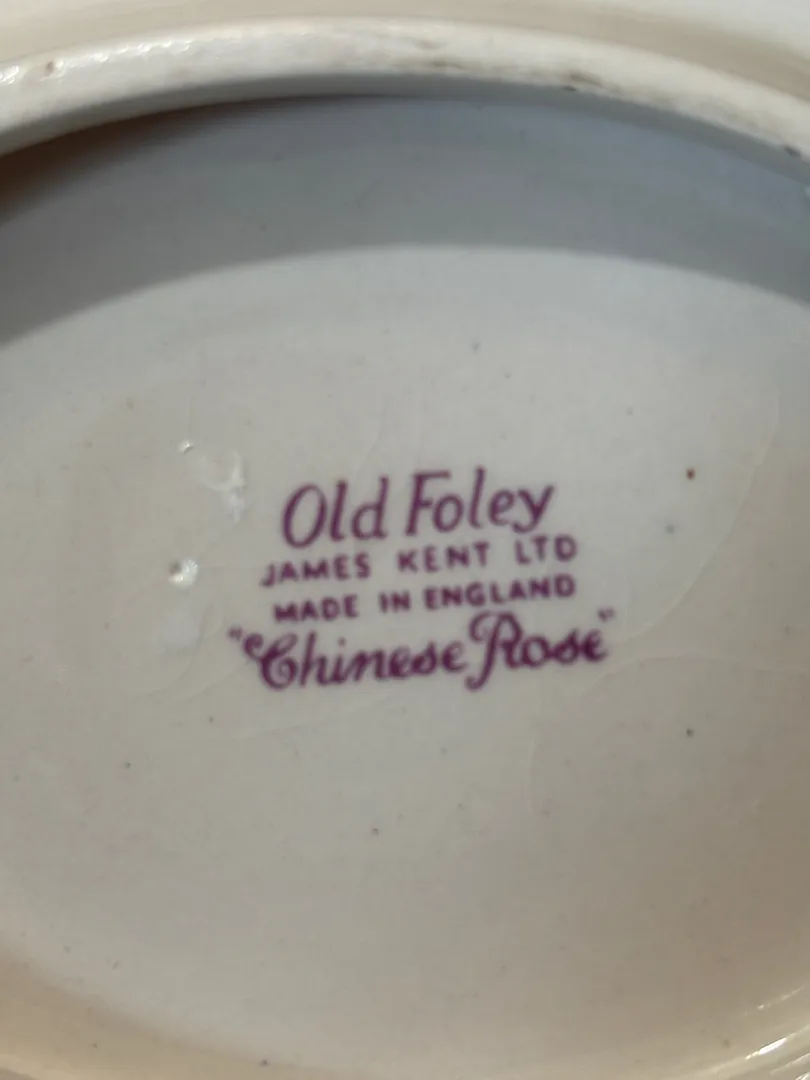 Old Foley
JAMES KENT LTD
MADE IN ENGLAND
"Chinese Rose"